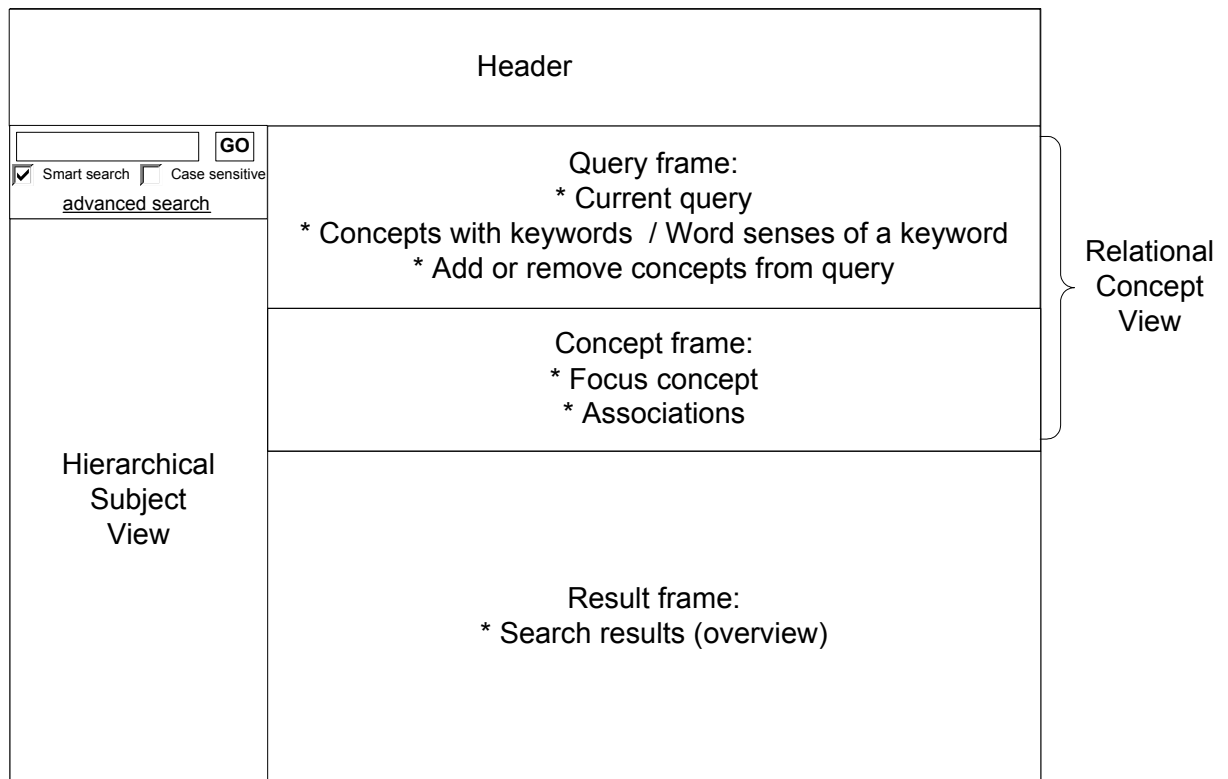 Header
GO
Smart search Case sensitive
advanced search
Query frame:
* Current query
* Concepts with keywords / Word senses of a keyword
* Add or remove concepts from query
Relational
Concept
View
Concept frame:
* Focus concept
* Associations
Hierarchical
Subject
View
Result frame:
* Search results (overview)